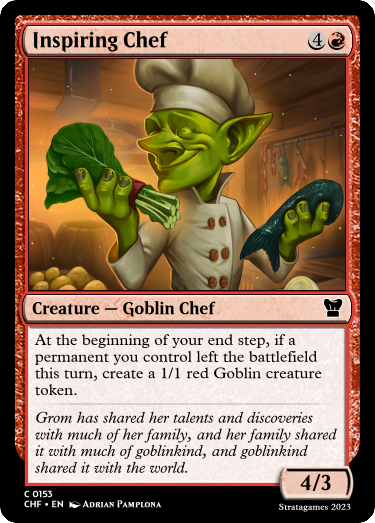 Inspiring Chef 4
Creature — Goblin Chef
At the beginning of your end step, if a
permanent you control left the battlefield
this turn, create a 1/1 red Goblin creature
token.
Grom has shared her talents and discoveries
with much of her family, and her family shared
it with much of goblinkind, and goblinkind
shared it with the world.
4/3
C 0153
CHF • EN Adrian Pamplona
Stratagames 2023